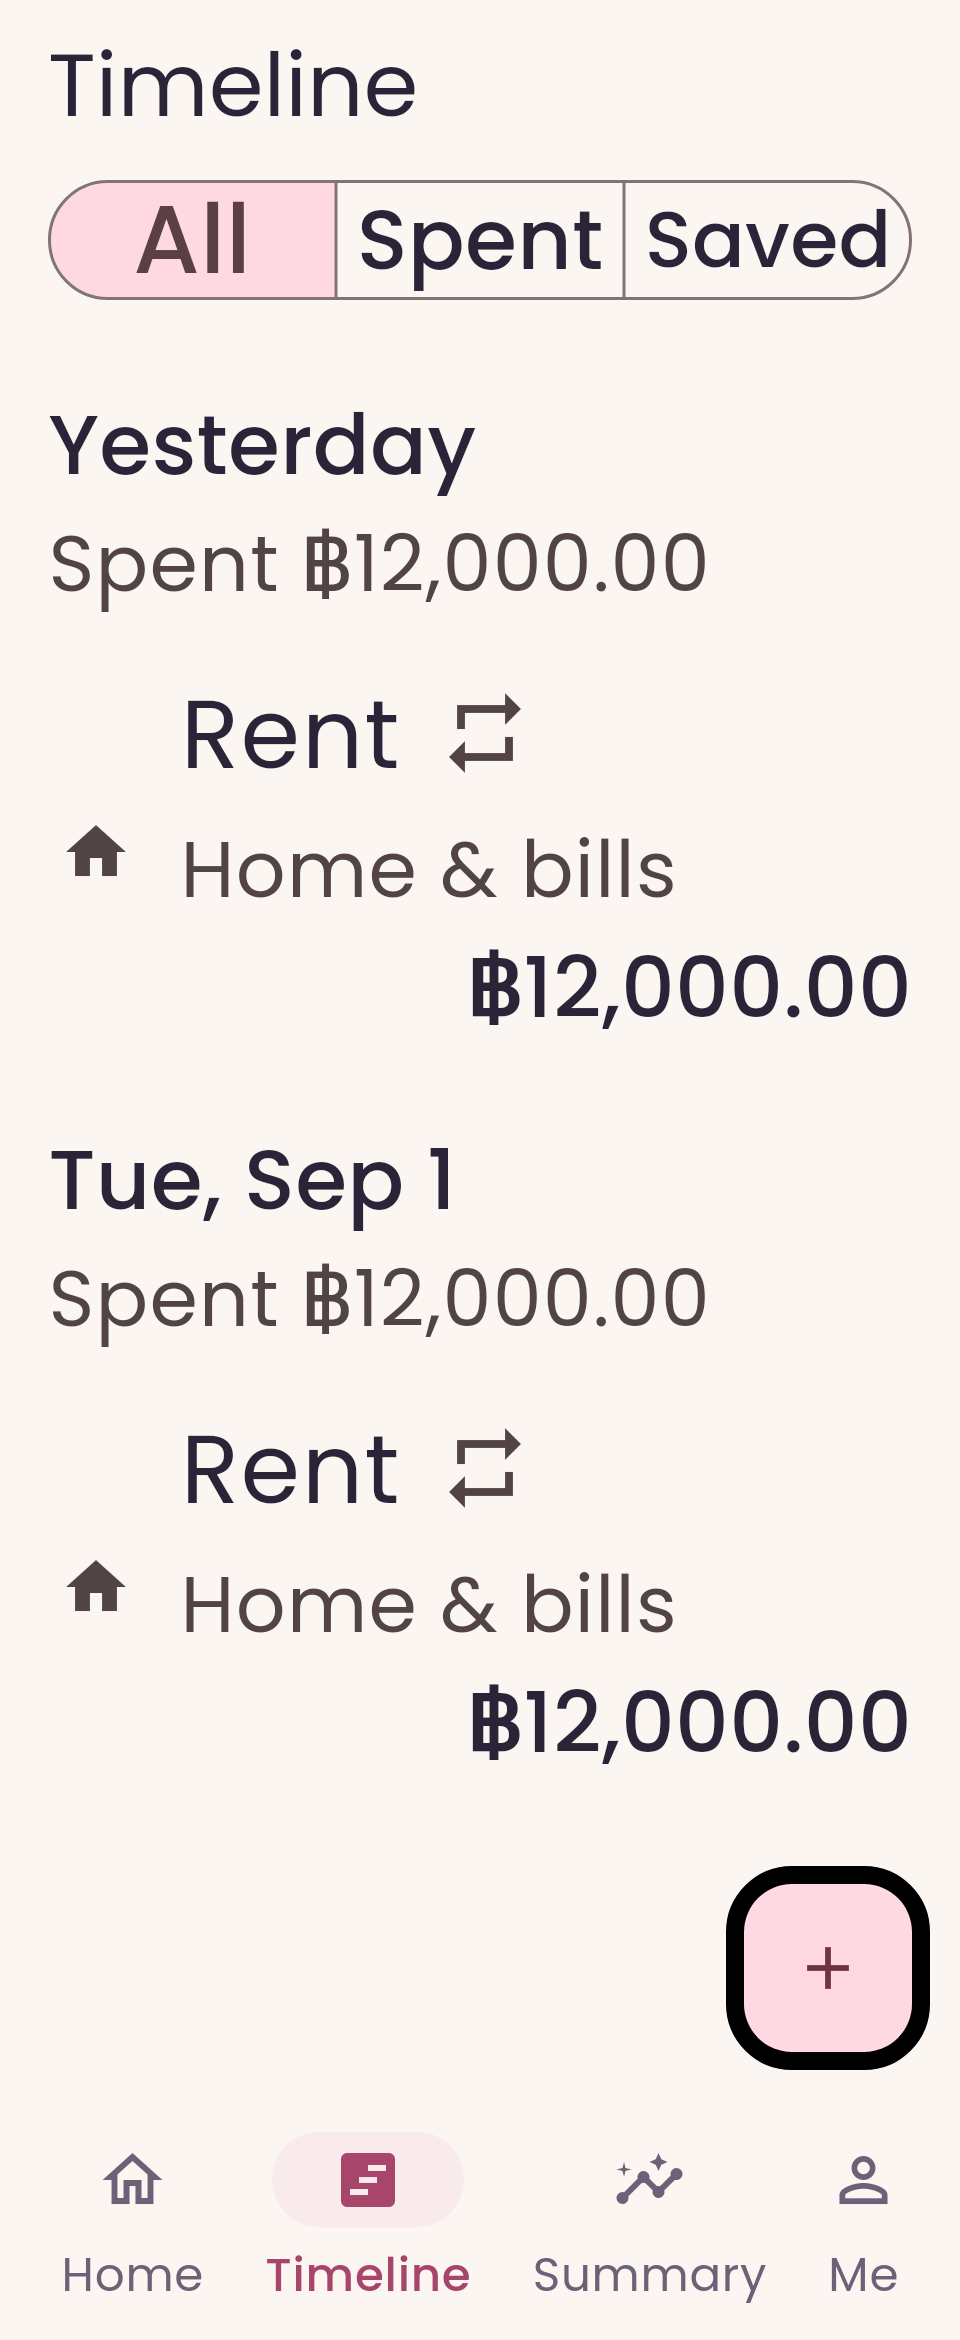 Timeline
All Spent Saved
Yesterday
Spent ฿12,000.00
Rent
Home & bills
฿12,000.00
Tue, Sep 1
Spent ฿12,000.00
Rent
Home & bills
฿12,000.00
Home Timeline Summary Me